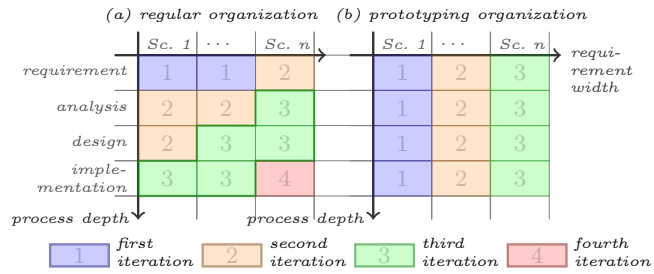 (a) regular organization (b) prototyping organization
Sc. 1 ··· Sc. n Sc. 1 ··· Sc. n
requi-
rement
width
requirement 1 1 2 1 2 3
analysis 2 2 3 1 2 3
design 2 3 3 1 2 3
imple-
mentation 3 3 4 1 2 3
process depth process depth
1 first
iteration
2 second
iteration
3 third
iteration
4 fourth
iteration